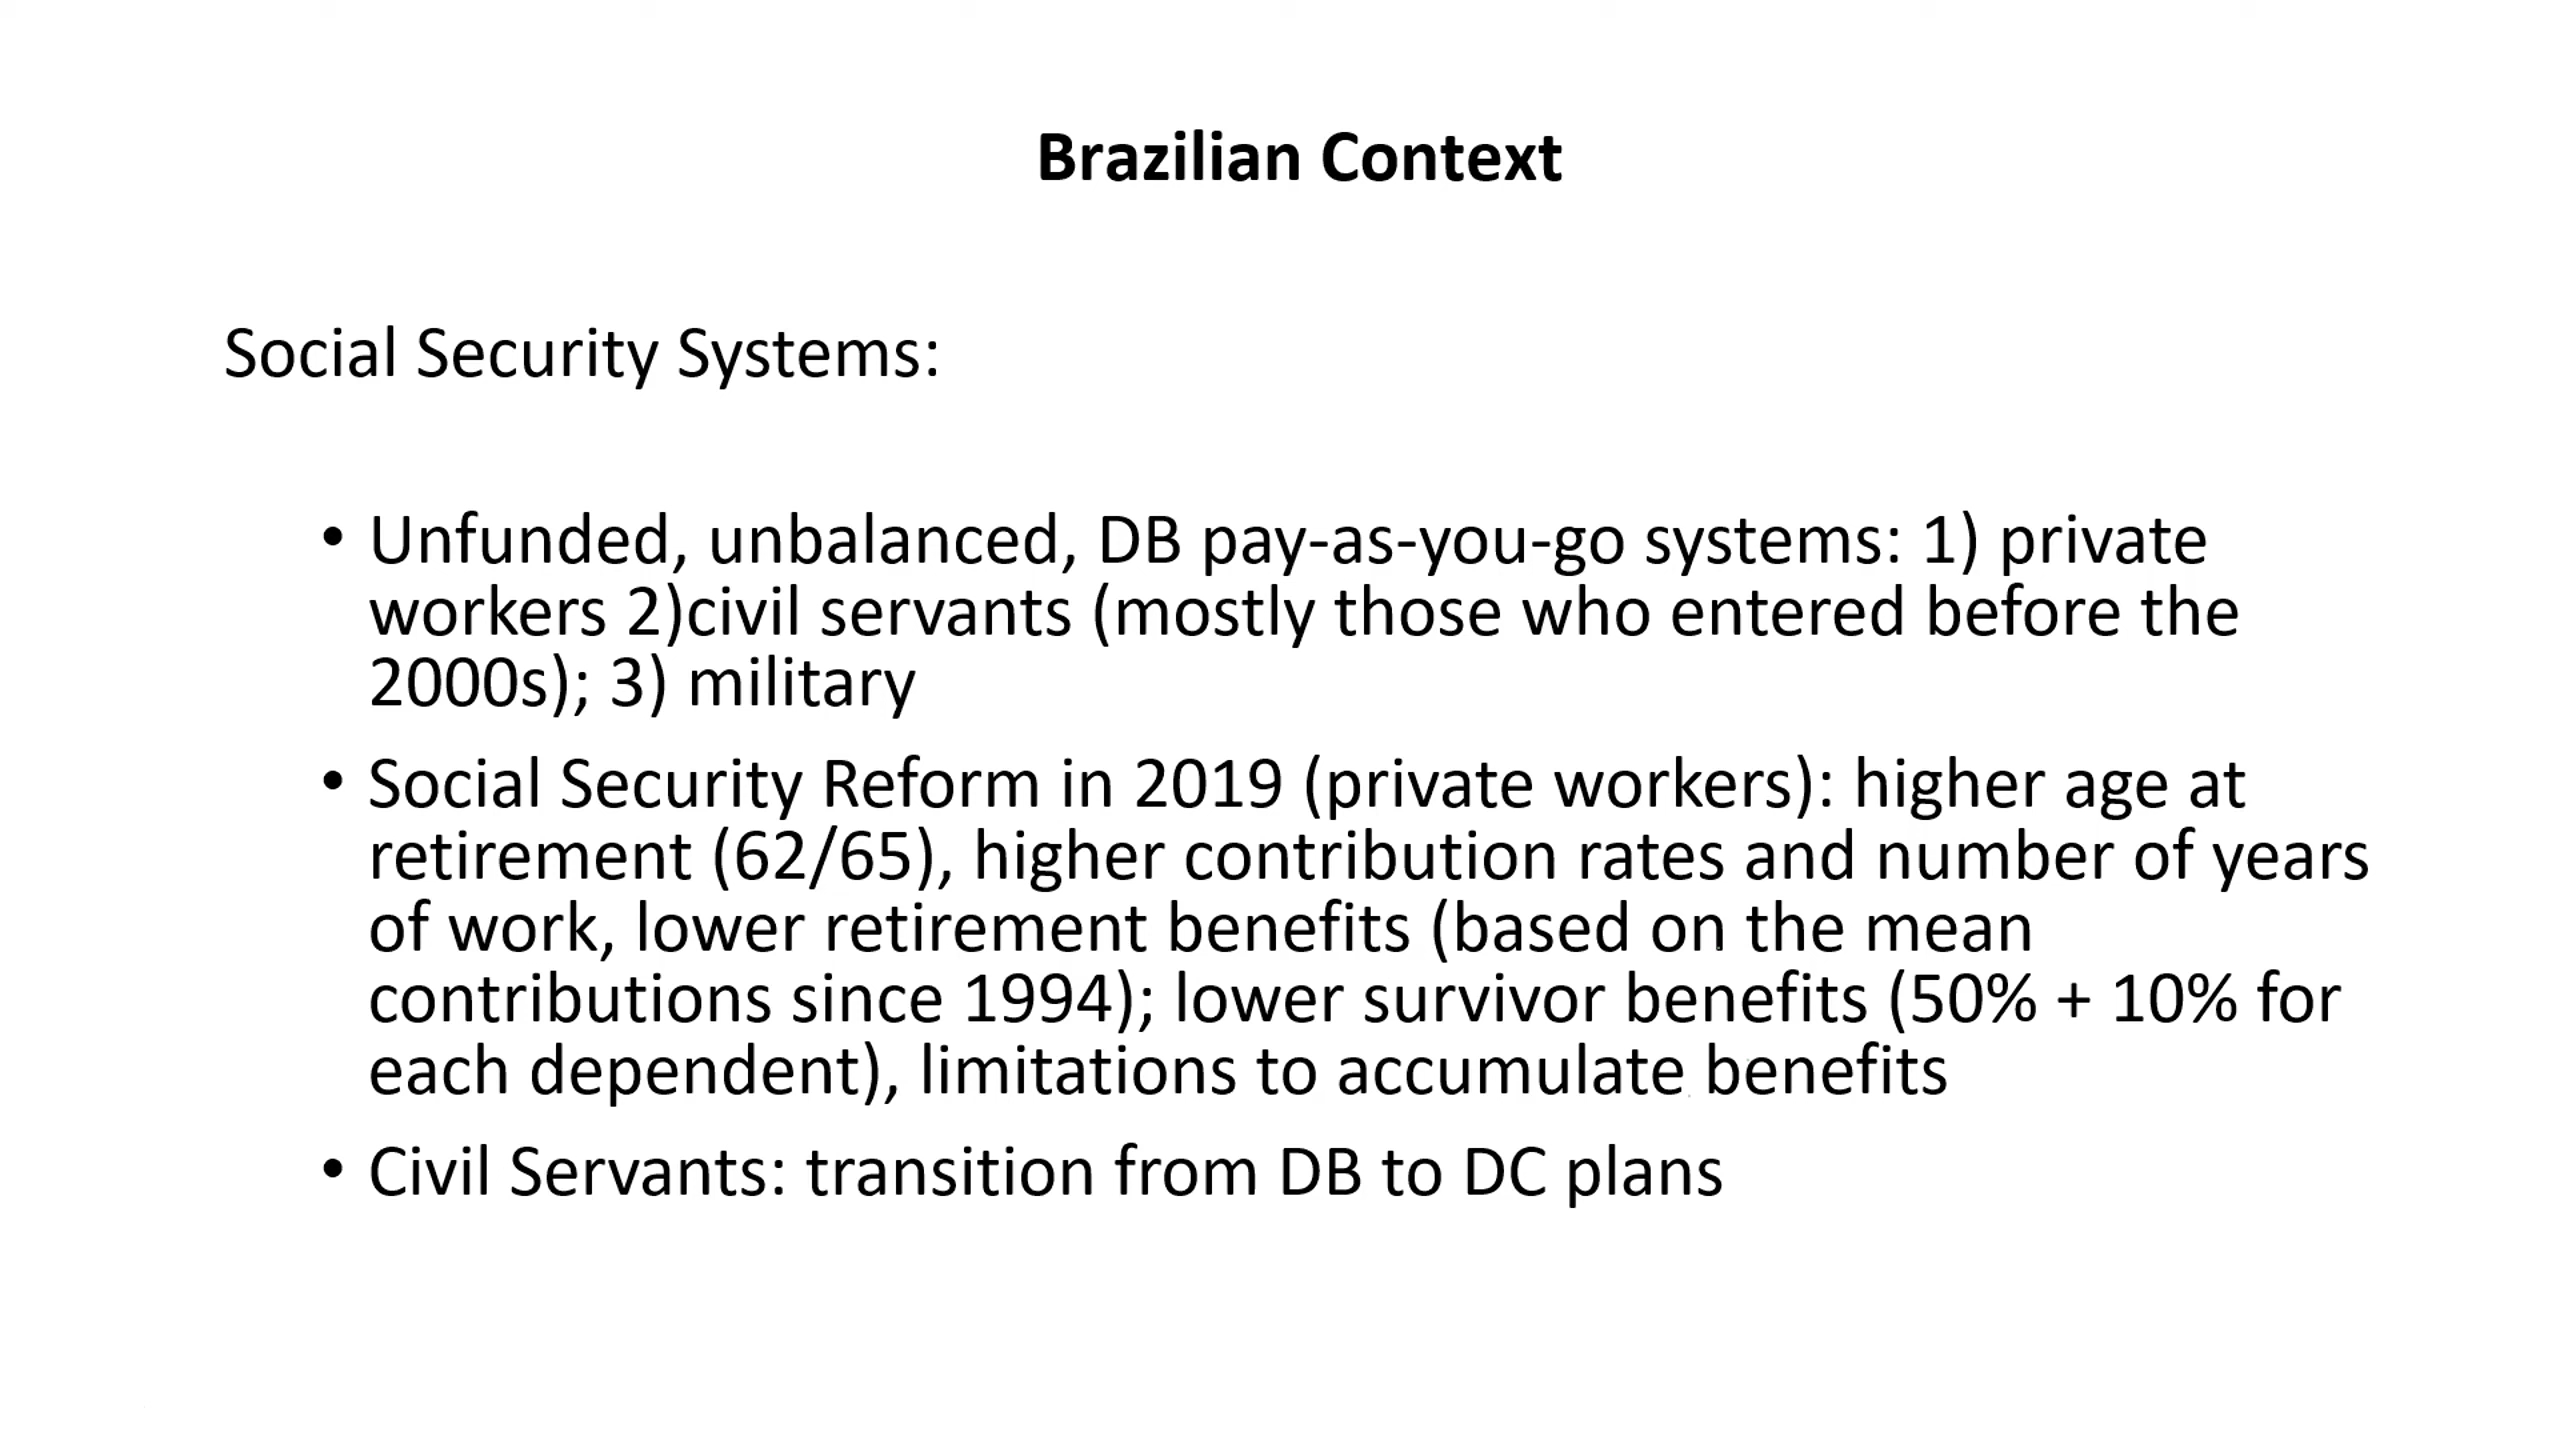 Brazilian Context
Social Security Systems:
• Unfunded, unbalanced, DB pay-as-you-go systems: 1) private
workers 2)civil servants (mostly those who entered before the
2000s); 3) military
• Social Security Reform in 2019 (private workers): higher age at
retirement (62/65), higher contribution rates and number of years
of work, lower retirement benefits (based on the mean
contributions since 1994); lower survivor benefits (50% + 10% for
each dependent), limitations to accumulate benefits
• Civil Servants: transition from DB to DC plans